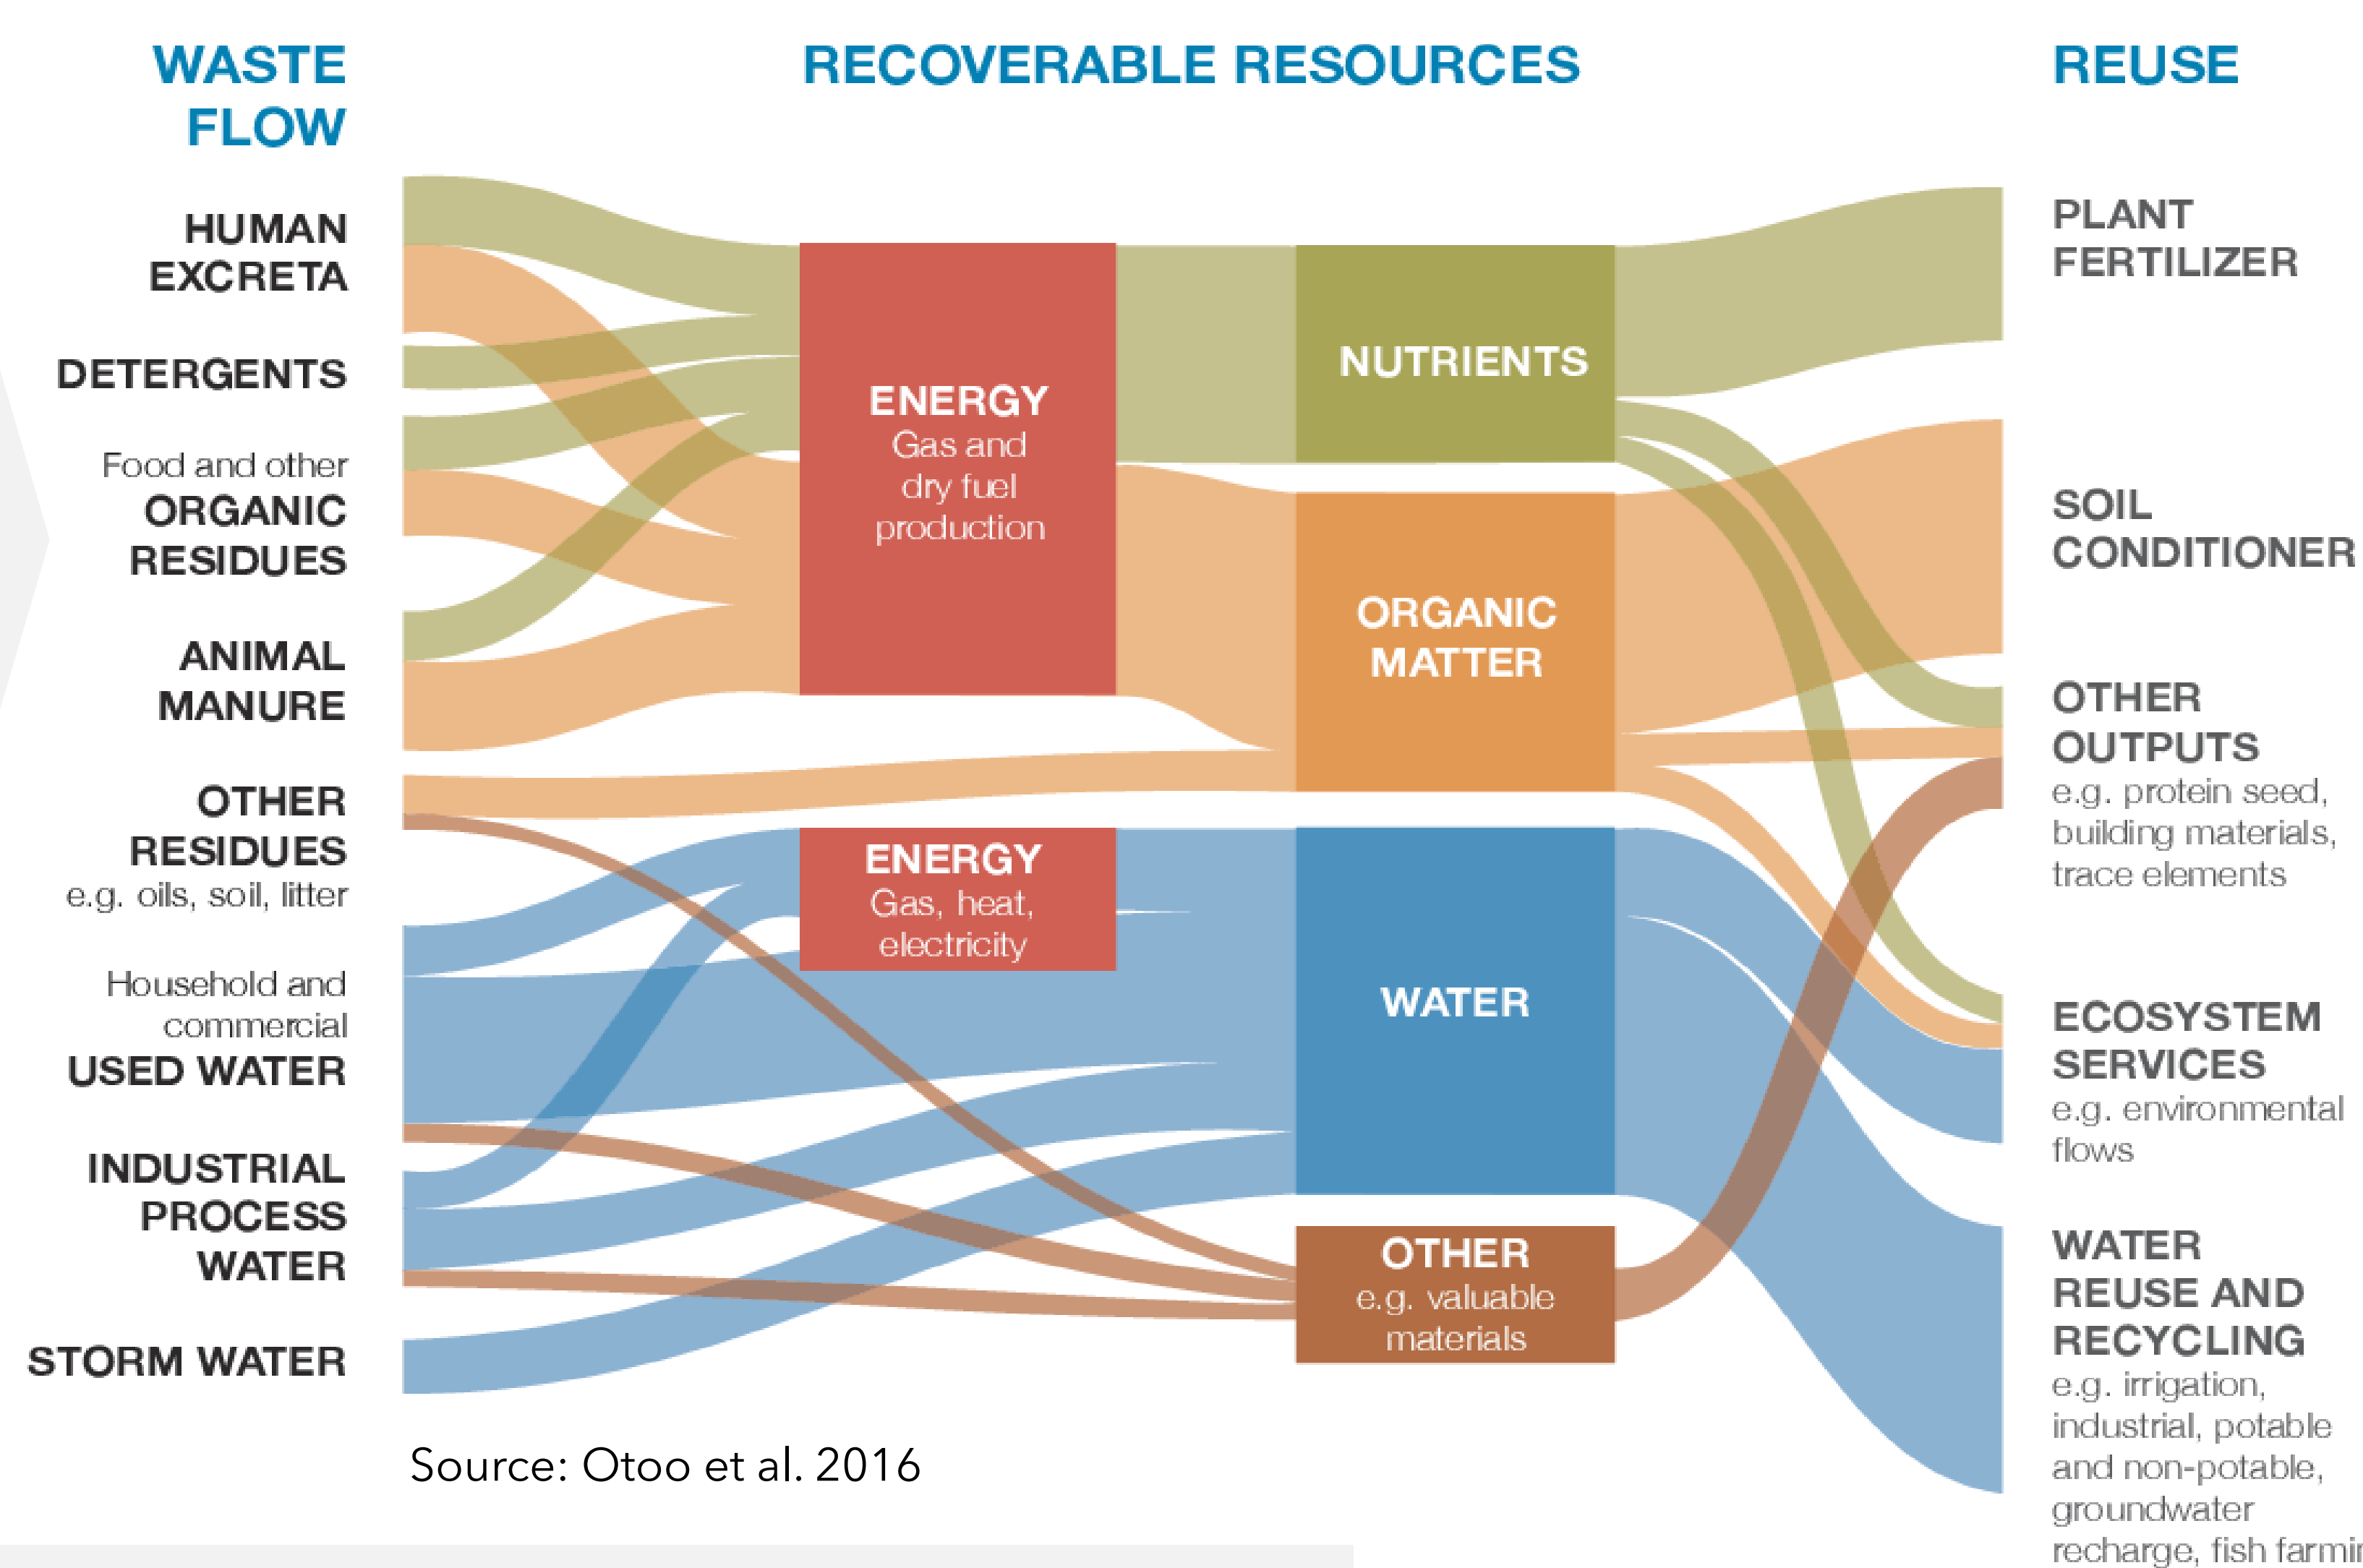 WASTE
FLOW
RECOVERABLE RESOURCES
REUSE
HUMAN
EXCRETA
DETERGENTS
Food and other
ORGANIC
RESIDUES
ANIMAL
MANURE
OTHER
RESIDUES
e.g. oils, soil, litter
Household and
commercial
USED WATER
INDUSTRIAL
PROCESS
WATER
STORM WATER
ENERGY
Gas and
dry fuel
production
ENERGY
Gas, heat,
electricity
NUTRIENTS
ORGANIC
MATTER
WATER
OTHER
e.g. valuable
materials
PLANT
FERTILIZER
SOIL
CONDITIONER
OTHER
OUTPUTS
e.g. protein seed,
building materials,
trace elements
ECOSYSTEM
SERVICES
e.g. environmental
flows
WATER
REUSE AND
RECYCLING
e.g. irrigation,
industrial, potable
and non-potable,
groundwater
recharge, fish
Source: Otoo et al. 2016